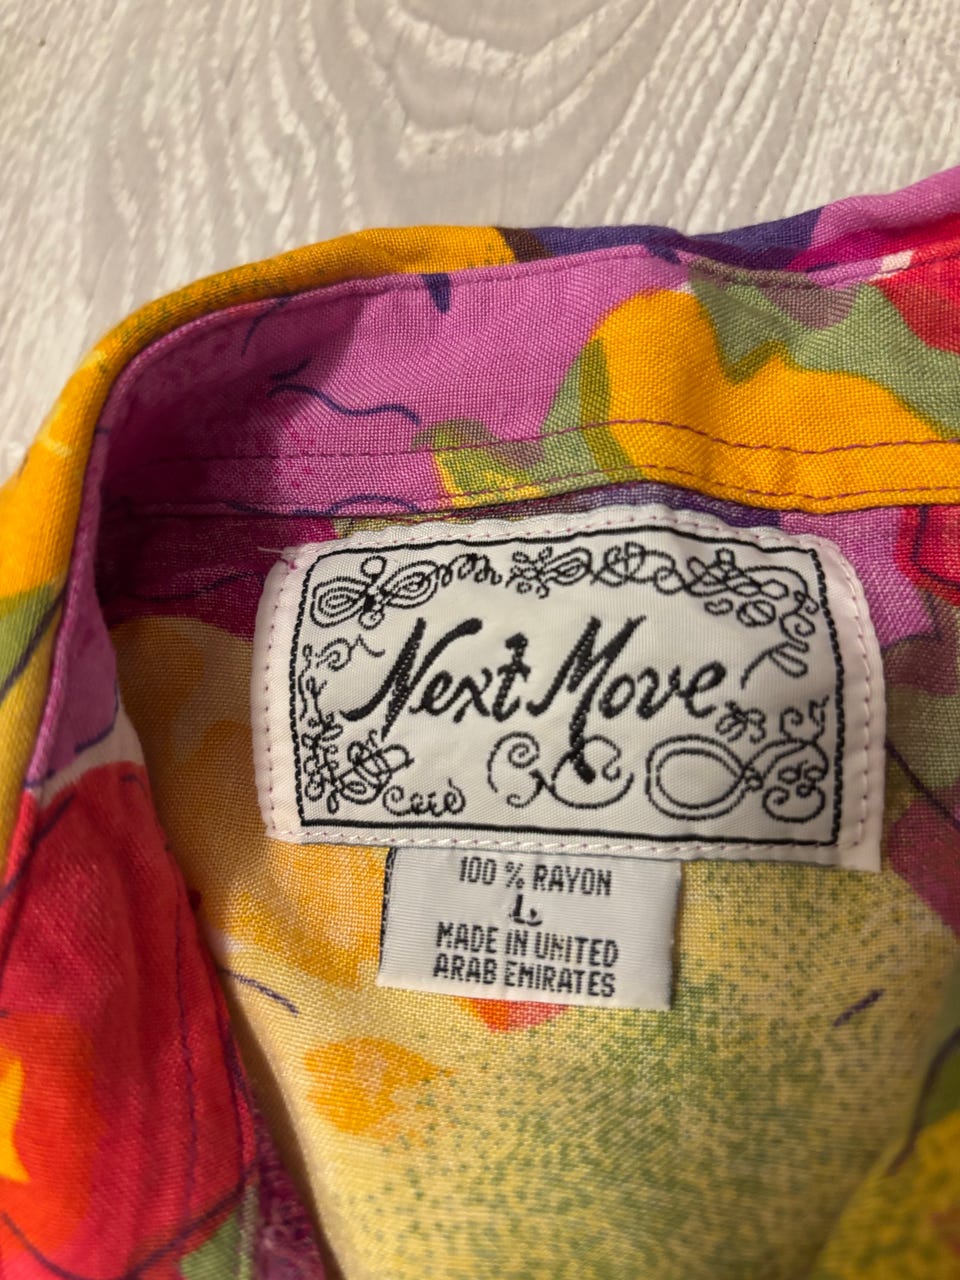 Next Move
100 % RAYON
L
MADE IN UNITED
ARAB EMIRATES